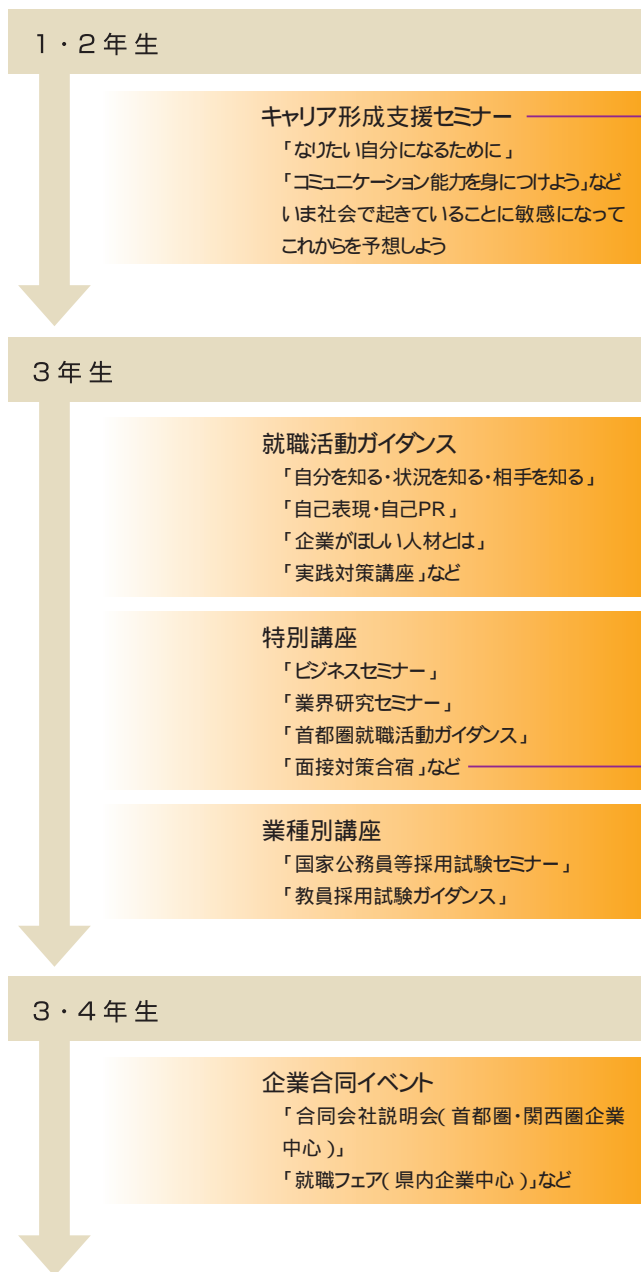 1・2年生
キャリア形成支援セミナー
「なりたい自分になるために」
「コミュニケーション能力を身につけよう」など
いま社会で起きていることに敏感になって
これからを予想しよう
3年生
就職活動ガイダンス
「自分を知る・状況を知る・相手を知る」
「自己表現・自己PR」
「企業がほしい人材とは」
「実践対策講座」など
特別講座
「ビジネスセミナー」
「業界研究セミナー」
「首都圏就職活動ガイダンス」
「面接対策合宿」など
業種別講座
「国家公務員等採用試験セミナー」
「教員採用試験ガイダンス」
3・4年生
企業合同イベント
「合同会社説明会(首都圏・関西圏企業
中心)」
「就職フェア(県内企業中心)」など